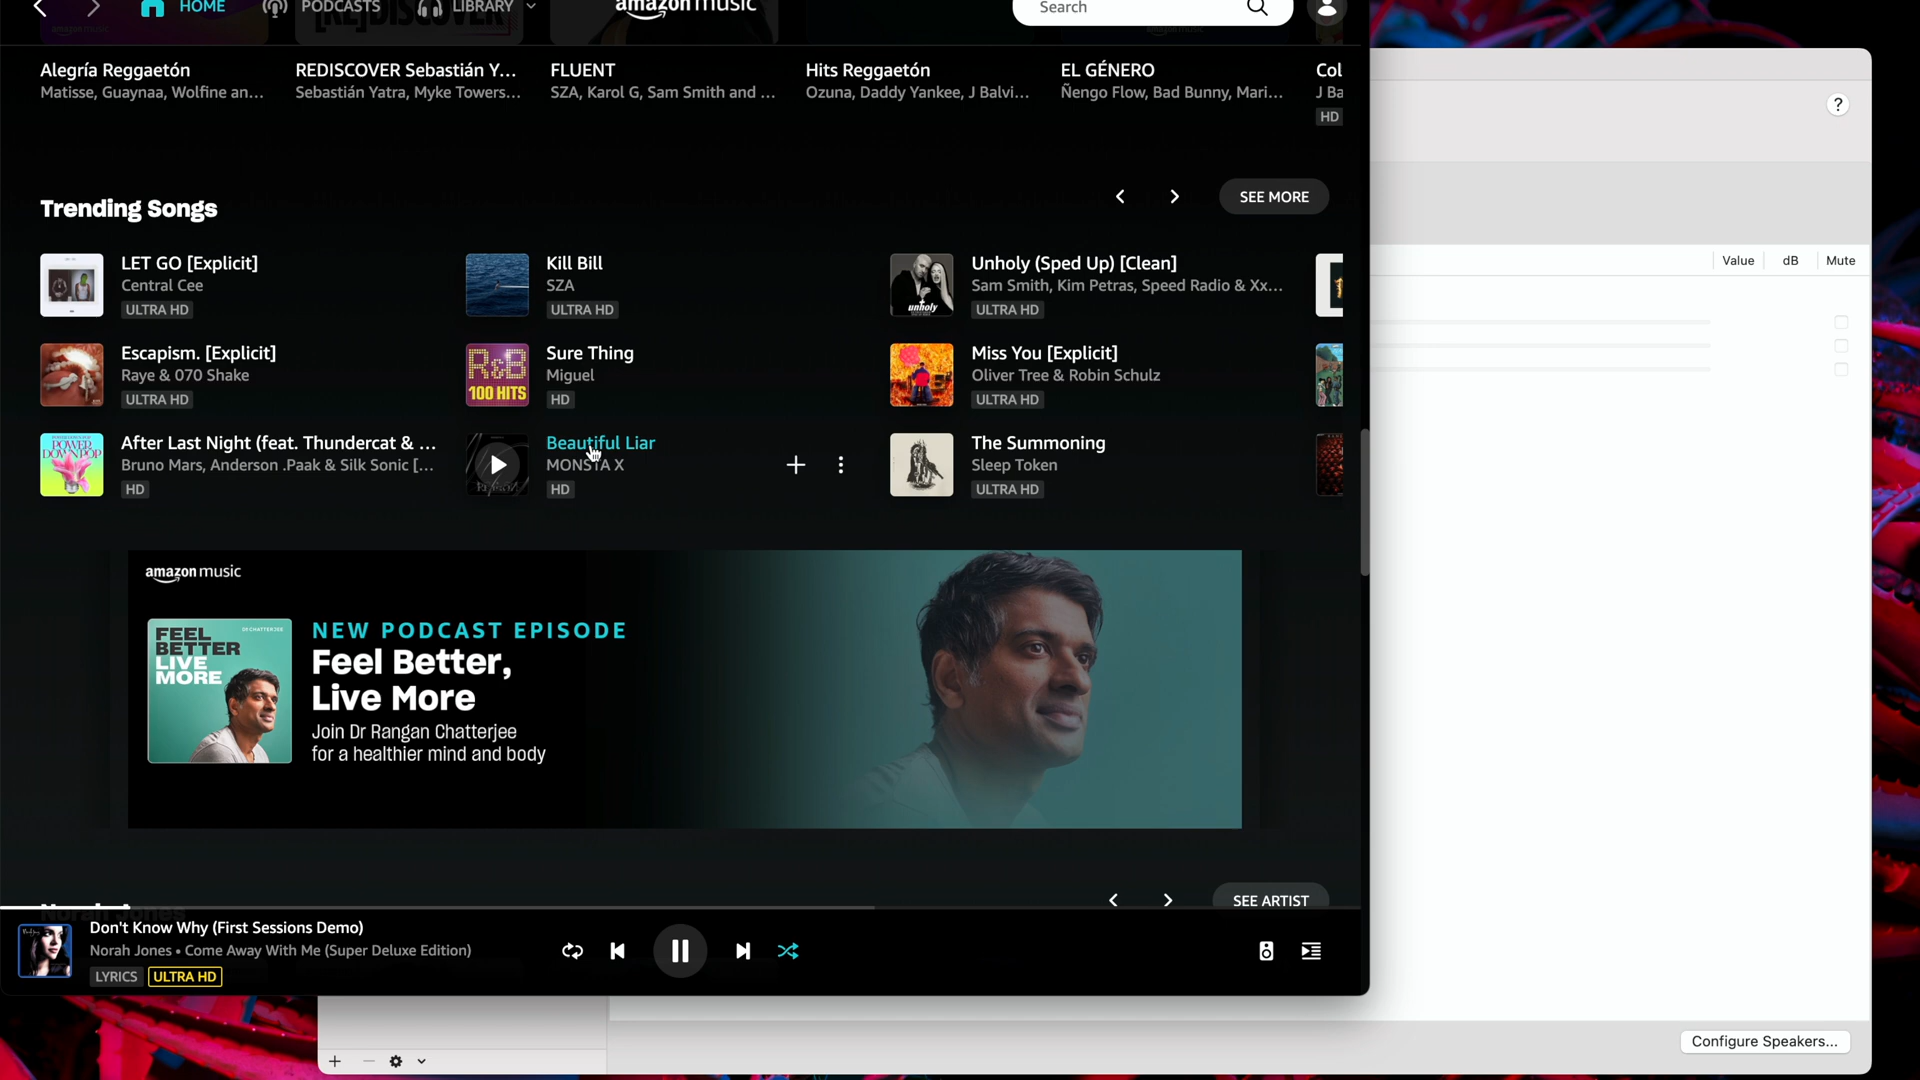 HOME
PODCASTS
LIBRARY
amazon music
Search
Alegría Reggaetón
Matisse, Guaynaa, Wolfine an...
REDISCOVER Sebastián Y...
Sebastián Yatra, Myke Towers...
FLUENT
SZA, Karol G, Sam Smith and ...
Hits Reggaetón
Ozuna, Daddy Yankee, J Balvi...
EL GÉNERO
Ñengo Flow, Bad Bunny, Mari...
Col
J Ba
HD
?
Trending Songs
SEE MORE
LET GO [Explicit]
Central Cee
ULTRA HD
Kill Bill
SZA
ULTRA HD
unholy
Unholy (Sped Up) [Clean]
Sam Smith, Kim Petras, Speed Radio & Xx...
ULTRA HD
Value
dB
Mute
Escapism. [Explicit]
Raye & 070 Shake
ULTRA HD
R&B
100 HITS
Sure Thing
Miguel
HD
Miss You [Explicit]
Oliver Tree & Robin Schulz
ULTRA HD
POWER
DOWN POP
After Last Night (feat. Thundercat & ...
Bruno Mars, Anderson .Paak & Silk Sonic [...
HD
Beautiful Liar
MONSTA X
HD
The Summoning
Sleep Token
ULTRA HD
amazon music
FEEL
BETTER
LIVE
MORE
DR CHATTERJEE
NEW PODCAST EPISODE
Feel Better,
Live More
Join Dr Rangan Chatterjee
for a healthier mind and body
Norah Jones
SEE ARTIST
Don't Know Why (First Sessions Demo)
Norah Jones • Come Away With Me (Super Deluxe Edition)
LYRICS
ULTRA HD
Configure Speakers...